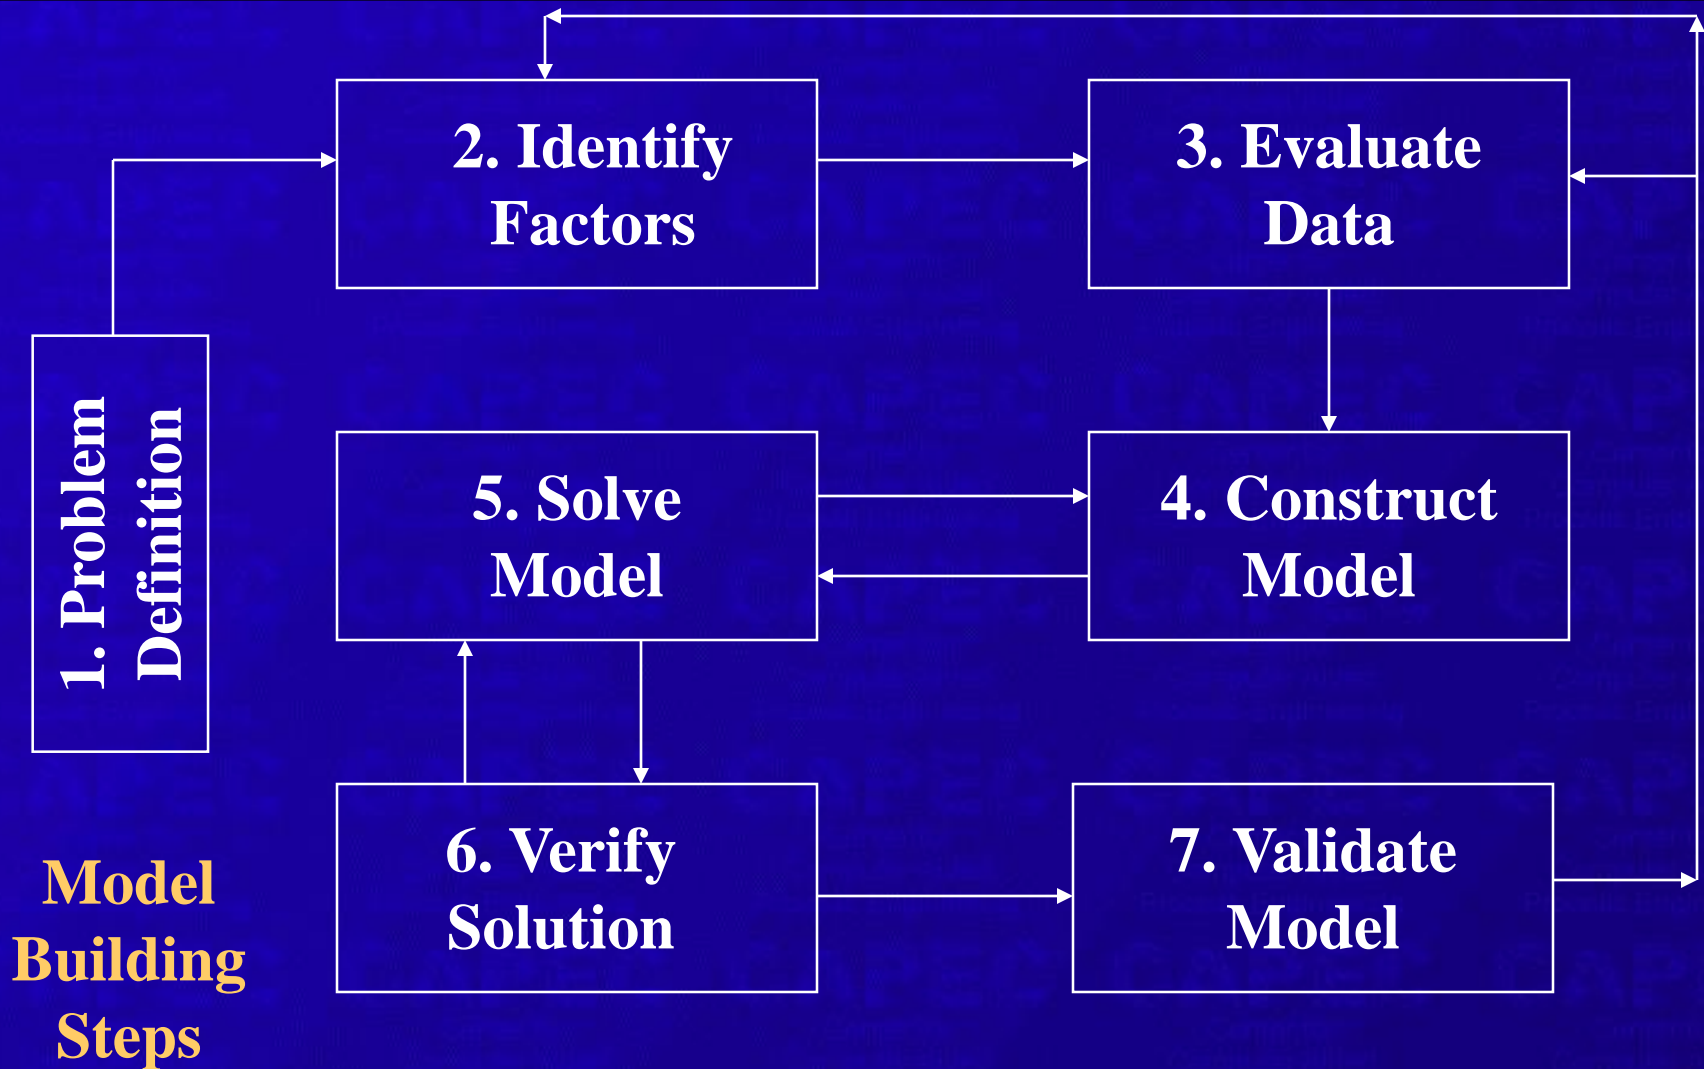 2. Identify
Factors
3. Evaluate
Data
1. Problem
Definition
5. Solve
Model
4. Construct
Model
6. Verify
Solution
7. Validate
Model
Model
Building
Steps